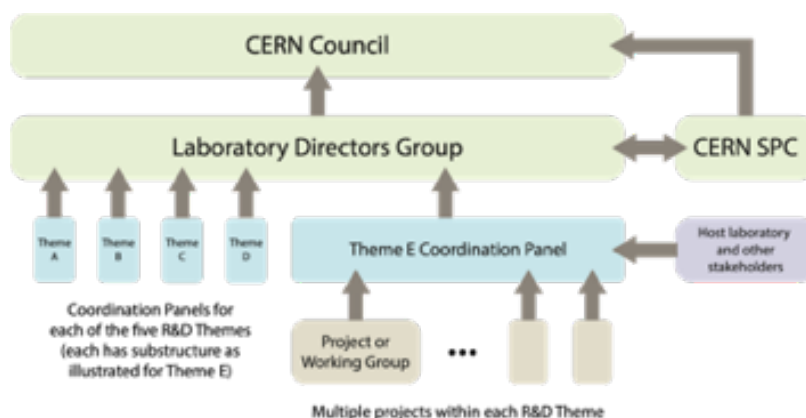 CERN Council
Laboratory Directors Group
CERN SPC
Theme
A
Theme
B
Theme
C
Theme
D
Theme E Coordination Panel
Host laboratory
and other
stakeholders
Coordination Panels for
each of the five R&D Themes
(each has substructure as
illustrated for Theme E)
Project or
Working Group
...
Multiple projects within each R&D Theme